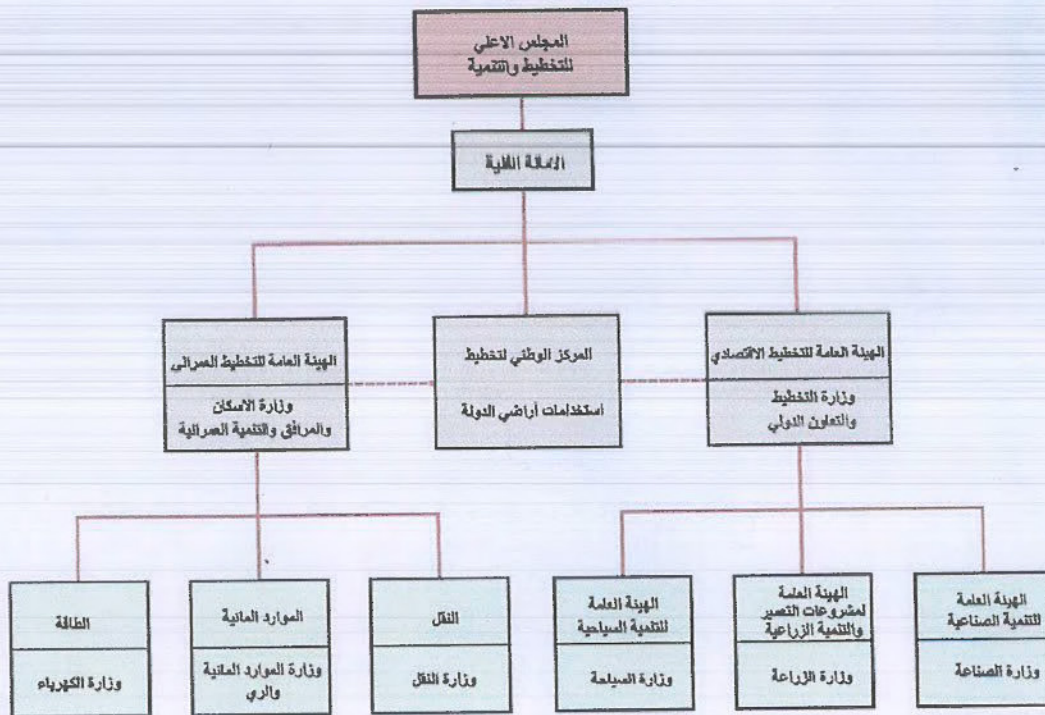 المجلس الاعلي
للتخطيط والتنمية
الامانة الفنية
الهيئة العامة للتخطيط الاقتصادي
وزارة التخطيط
والتعاون الدولي
المركز الوطني لتخطيط
أستخدامات أراضي الدولة
الهيئة العامة للتخطيط العمرانى
وزارة الاسكان
والمرافق والتنمية العمرانية
الهيئة العامة
للتنمية الصناعية
وزارة الصناعة
الهيئة العامة
لمشروعات التعمير
والتنمية الزراعية
وزارة الزراعة
الهيئة العامة
للتنمية السياحية
وزارة السياحة
النقل
وزارة النقل
الموارد المائية
وزارة الموارد المائية
والري
الطاقة
وزارة الكهرباء